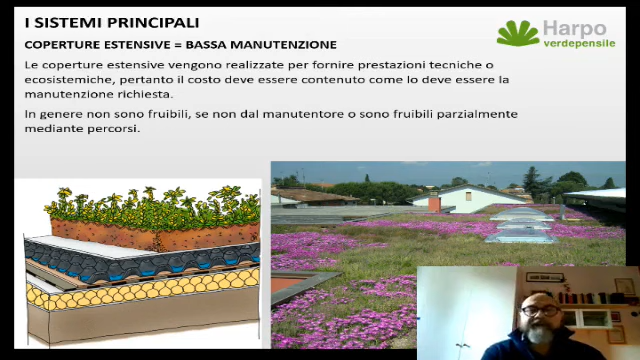 I SISTEMI PRINCIPALI
COPERTURE ESTENSIVE = BASSA MANUTENZIONE
Le coperture estensive vengono realizzate per fornire prestazioni tecniche o
ecosistemiche, pertanto il costo deve essere contenuto come lo deve essere la
manutenzione richiesta.
In genere non sono fruibili, se non dal manutentore o sono fruibili parzialmente
mediante percorsi.
Harpo
verdepensile